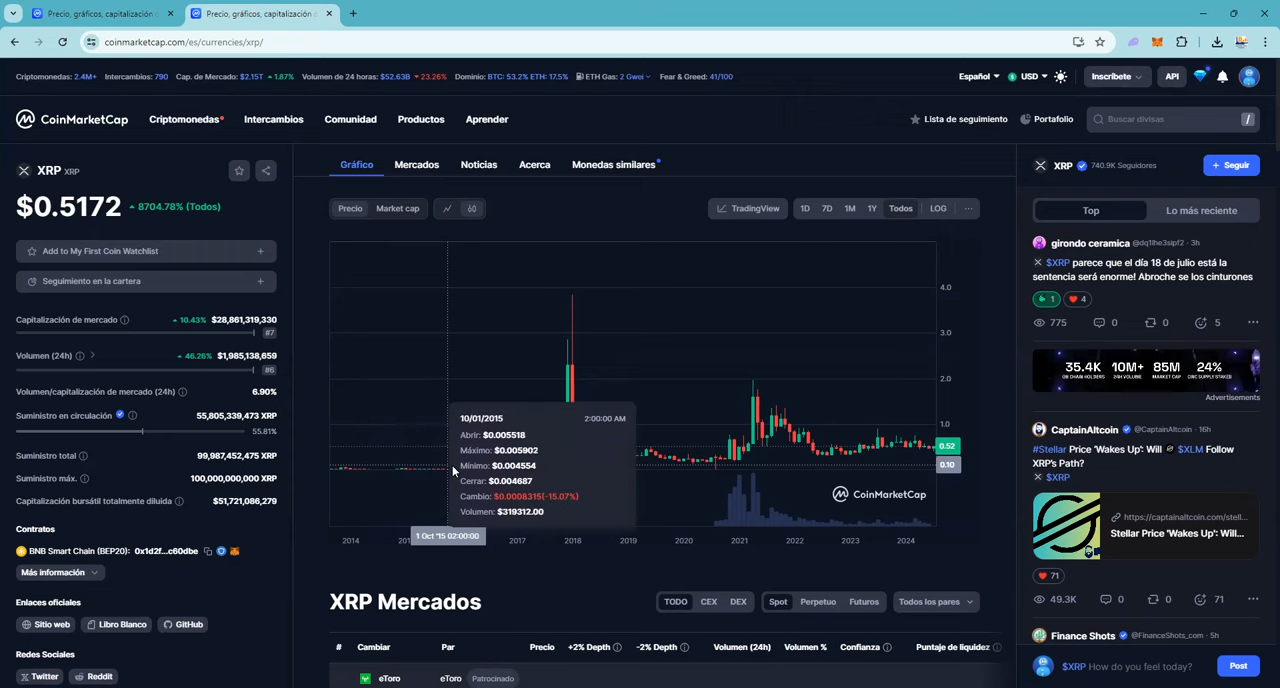 Precio, gráficos, capitalización
Precio, gráficos, capitalización
coinmarketcap.com/es/currencies/xrp/
Criptomonedas: 2.4M+ Intercambios: 790 Cap. de Mercado: $2.15T 1.87% Volumen de 24 horas: $52.63B 23.26% Dominio: BTC: 53.2% ETH: 17.5% ETH Gas: 2 Gwei Fear & Greed: 41/100
Español USD Inscríbete API
CoinMarketCap Criptomonedas Intercambios Comunidad Productos Aprender
Lista de seguimiento Portafolio Buscar divisas /
XRP XRP
$0.5172 8704.78% (Todos)
Add to My First Coin Watchlist +
Seguimiento en la cartera +
Capitalización de mercado 10.43% $28,861,319,330
#7
Volumen (24h) 46.26% $1,985,138,659
#6
Volumen/capitalización de mercado (24h) 6.90%
Suministro en circulación 55,805,339,473 XRP
55.81%
Suministro total 99,987,452,475 XRP
Suministro máx. 100,000,000,000 XRP
Capitalización bursátil totalmente diluida $51,721,086,279
Contratos
BNB Smart Chain (BEP20): 0x1d2f...c60dbe
Más información
Enlaces oficiales
Sitio web Libro Blanco GitHub
Redes Sociales
Twitter Reddit
Gráfico Mercados Noticias Acerca Monedas similares
Precio Market cap
TradingView 1D 7D 1M 1Y Todos LOG ...
4.0
3.0
2.0
1.0
0.52
0.10
10/01/2015 2:00:00 AM
Abrir: $0.005518
Máximo: $0.005902
Mínimo: $0.004554
Cerrar: $0.004687
Cambio: $0.0008315(-15.07%)
Volumen: $319312.00
CoinMarketCap
1 Oct '15 02:00:00
2014 2017 2018 2019 2020 2021 2022 2023 2024
XRP Mercados
TODO CEX DEX Spot Perpetuo Futuros Todos los pares
# Cambiar Par Precio +2% Depth -2% Depth Volumen (24h) Volumen % Confianza Puntaje de liquidez
eToro eToro Patrocinado
XRP 740.9K Seguidores + Seguir
Top Lo más reciente
girondo ceramica @dq1lhe3sipf2 · 3h
$XRP parece que el día 18 de julio está la
sentencia será enorme! Abroche se los cinturones
1 4
775 0 0 5 ...
35.4K 10M+ 85M 24%
ON CHAIN HOLDERS 24H VOLUME MARKET CAP CIRC SUPPLY STAKED
Advertisements
CaptainAltcoin @CaptainAltcoin · 16h
#Stellar Price 'Wakes Up': Will $XLM Follow
XRP's Path?
$XRP
https://captainaltcoin.com/stell...
Stellar Price 'Wakes Up': Will...
71
49.3K 0 0 71 ...
Finance Shots @FinanceShots_com · 5h
$XRP How do you feel today? Post